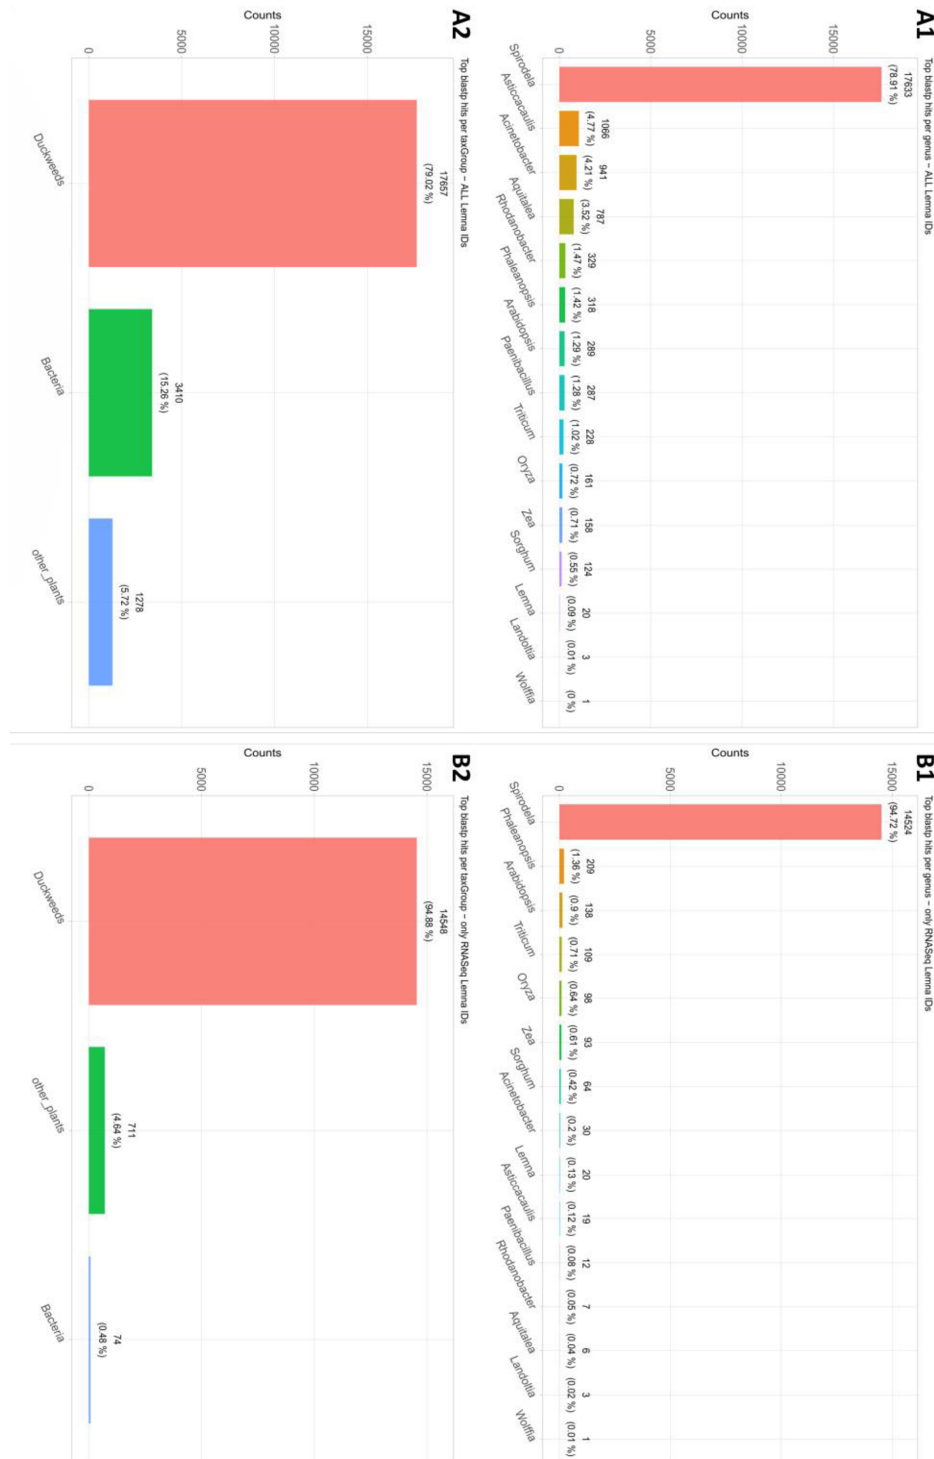 A1
Top blastp hits per genus – ALL Lemna IDs
Counts
15000
10000
5000
0
17633
(78.91 %)
1066
(4.77 %)
941
(4.21 %)
787
(3.52 %)
329
(1.47 %)
318
(1.42 %)
289
(1.29 %)
287
(1.28 %)
228
(1.02 %)
161
(0.72 %)
158
(0.71 %)
124
(0.55 %)
20
(0.09 %)
3
(0.01 %)
1
(0 %)
Spirodela
Asticcacaulis
Acinetobacter
Aquitalea
Rhodanobacter
Phaleanopsis
Arabidopsis
Paenibacillus
Triticum
Oryza
Zea
Sorghum
Lemna
Landoltia
Wolffia
B1
Top blastp hits per genus – only RNASeq Lemna IDs
Counts
15000
10000
5000
0
14524
(94.72 %)
209
(1.36 %)
138
(0.9 %)
109
(0.71 %)
98
(0.64 %)
93
(0.61 %)
64
(0.42 %)
30
(0.2 %)
20
(0.13 %)
19
(0.12 %)
12
(0.08 %)
7
(0.05 %)
6
(0.04 %)
3
(0.02 %)
1
(0.01 %)
Spirodela
Phaleanopsis
Arabidopsis
Triticum
Oryza
Zea
Sorghum
Acinetobacter
Lemna
Asticcacaulis
Paenibacillus
Rhodanobacter
Aquitalea
Landoltia
Wolffia
A2
Top blastp hits per taxGroup – ALL Lemna IDs
Counts
15000
10000
5000
0
17657
(79.02 %)
3410
(15.26 %)
1278
(5.72 %)
Duckweeds
Bacteria
other_plants
B2
Top blastp hits per taxGroup – only RNASeq Lemna IDs
Counts
15000
10000
5000
0
14548
(94.88 %)
711
(4.64 %)
74
(0.48 %)
Duckweeds
other_plants
Bacteria